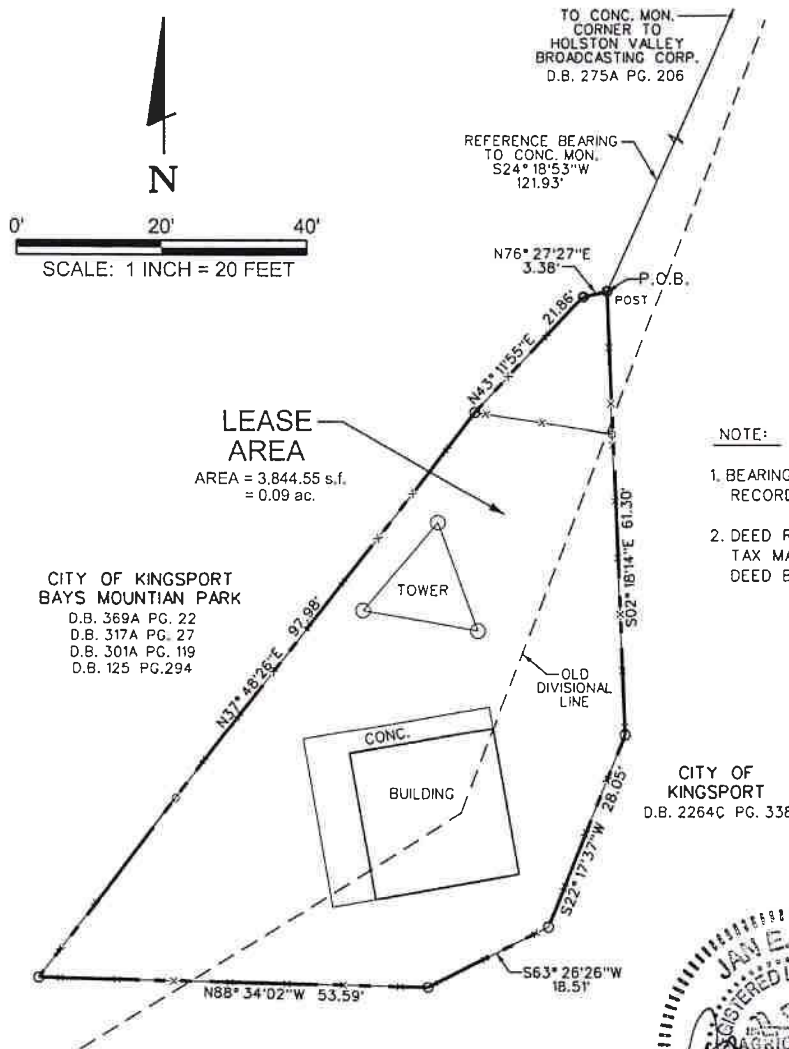 TO CONC. MON.
CORNER TO
HOLSTON VALLEY
BROADCASTING CORP.
D.B. 275A PG. 206
REFERENCE BEARING
TO CONC. MON.
S24° 18'53"W
121.93'
N
0' 20' 40'
SCALE: 1 INCH = 20 FEET
N76° 27'27"E
3.38'
P.O.B.
POST
N43° 11'55"E 21.86'
LEASE
AREA
AREA = 3,844.55 s.f.
= 0.09 ac.
NOTE:
1. BEARING
RECORD
2. DEED R
TAX MA
DEED B
S02° 18'14"E 61.30'
TOWER
CITY OF KINGSPORT
BAYS MOUNTIAN PARK
D.B. 369A PG. 22
D.B. 317A PG. 27
D.B. 301A PG. 119
D.B. 125 PG.294
N37° 48'26"E 97.98'
OLD
DIVISIONAL
LINE
CONC.
BUILDING
CITY OF
KINGSPORT
D.B. 2264C PG. 338
S22° 17'37"W 28.05'
S63° 26'26"W
18.51'
N88° 34'02"W 53.59'
JAM E.